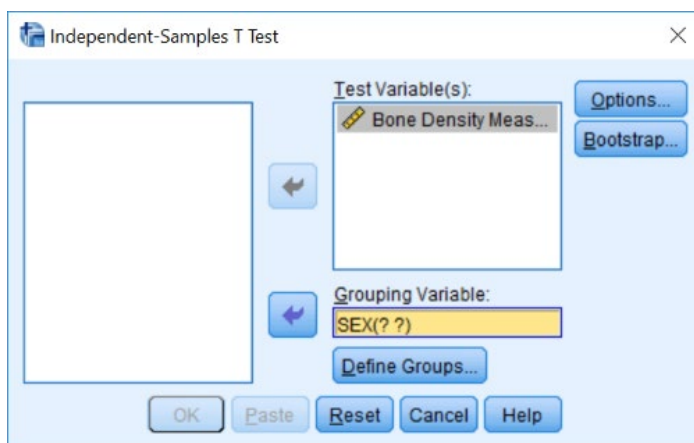 Independent-Samples T Test
Test Variable(s):
Bone Density Meas...
Options...
Bootstrap...
Grouping Variable:
SEX(? ?)
Define Groups...
OK Paste Reset Cancel Help